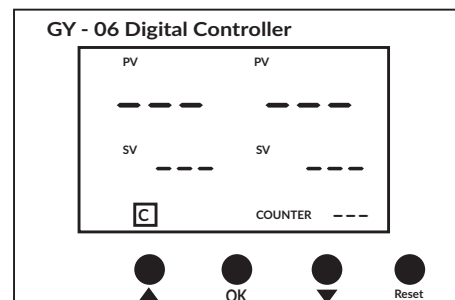 GY - 06 Digital Controller
PV PV
--- ---
SV SV
--- ---
C COUNTER ---
OK Reset